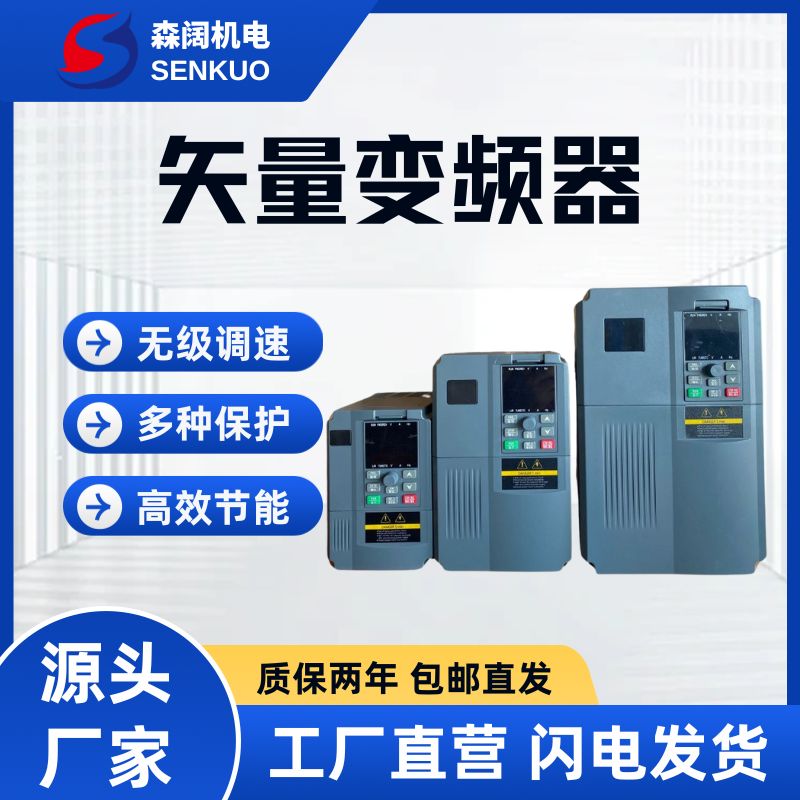 森阔机电
SENKUO
矢量变频器
无级调速
多种保护
高效节能
源头
厂家
质保两年 包邮直发
工厂直营 闪电发货